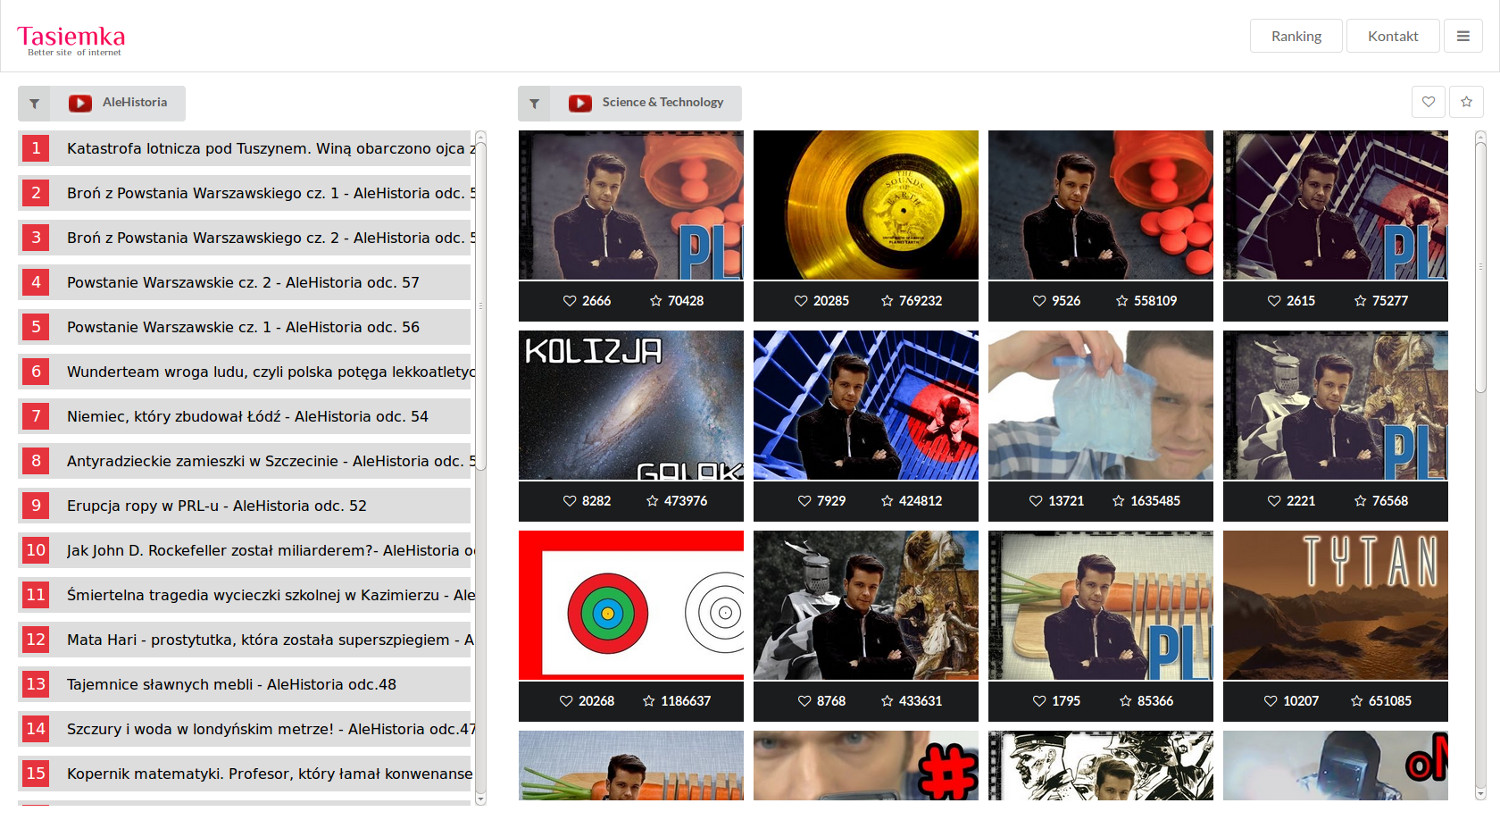 Tasiemka
Better site of internet
Ranking
Kontakt
AleHistoria
1 Katastrofa lotnicza pod Tuszynem. Winą obarczono ojca z
2 Broń z Powstania Warszawskiego cz. 1 - AleHistoria odc. 5
3 Broń z Powstania Warszawskiego cz. 2 - AleHistoria odc. 5
4 Powstanie Warszawskie cz. 2 - AleHistoria odc. 57
5 Powstanie Warszawskie cz. 1 - AleHistoria odc. 56
6 Wunderteam wroga ludu, czyli polska potęga lekkoatletyc
7 Niemiec, który zbudował Łódź - AleHistoria odc. 54
8 Antyradzieckie zamieszki w Szczecinie - AleHistoria odc. 5
9 Erupcja ropy w PRL-u - AleHistoria odc. 52
10 Jak John D. Rockefeller został miliarderem?- AleHistoria o
11 Śmiertelna tragedia wycieczki szkolnej w Kazimierzu - Ale
12 Mata Hari - prostytutka, która została superszpiegiem - A
13 Tajemnice sławnych mebli - AleHistoria odc.48
14 Szczury i woda w londyńskim metrze! - AleHistoria odc.47
15 Kopernik matematyki. Profesor, który łamał konwenanse
Science & Technology
PL
THE
SOUNDS
OF
EARTH
PLANET EARTH
PL
2666 70428
20285 769232
9526 558109
2615 75277
KOLIZJA
GALAK
PL
8282 473976
7929 424812
13721 1635485
2221 76568
PL
TYTAN
20268 1186637
8768 433631
1795 85366
10207 651085
#